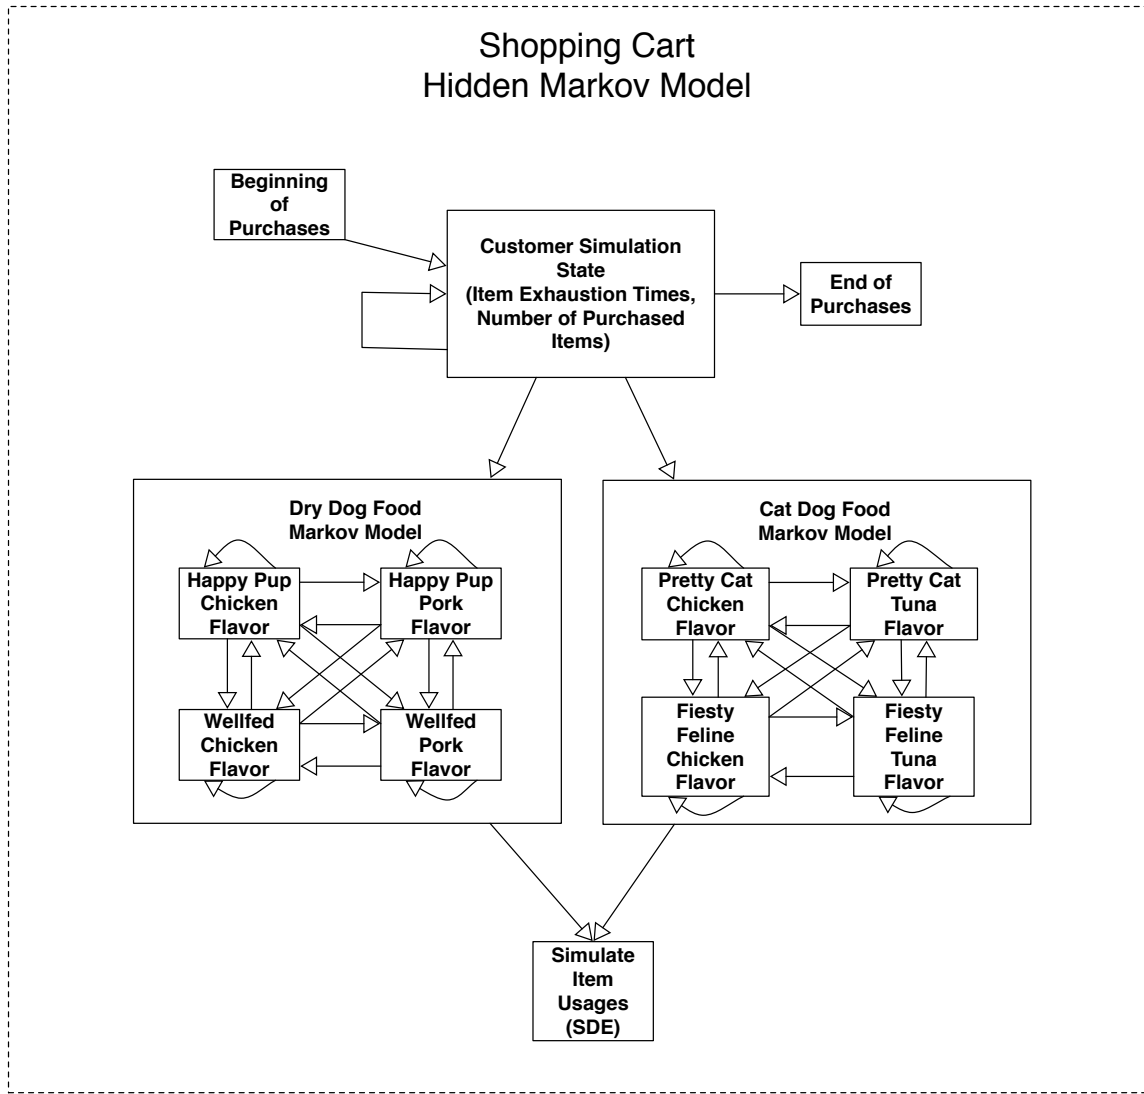 Shopping Cart
Hidden Markov Model
Beginning
of
Purchases
Customer Simulation
State
(Item Exhaustion Times,
Number of Purchased
Items)
End of
Purchases
Dry Dog Food
Markov Model
Happy Pup
Chicken
Flavor
Happy Pup
Pork
Flavor
Wellfed
Chicken
Flavor
Wellfed
Pork
Flavor
Cat Dog Food
Markov Model
Pretty Cat
Chicken
Flavor
Pretty Cat
Tuna
Flavor
Fiesty
Feline
Chicken
Flavor
Fiesty
Feline
Tuna
Flavor
Simulate
Item
Usages
(SDE)